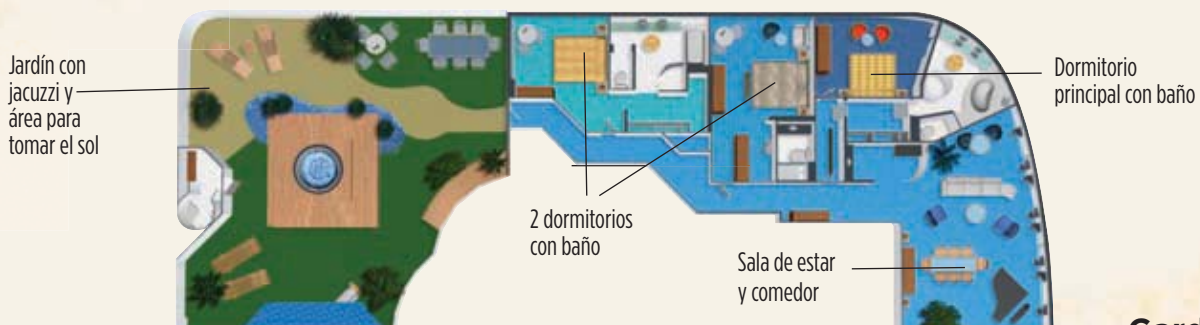 Jardín con
jacuzzi y
área para
tomar el sol
Dormitorio
principal con baño
2 dormitorios
con baño
Sala de estar
y comedor